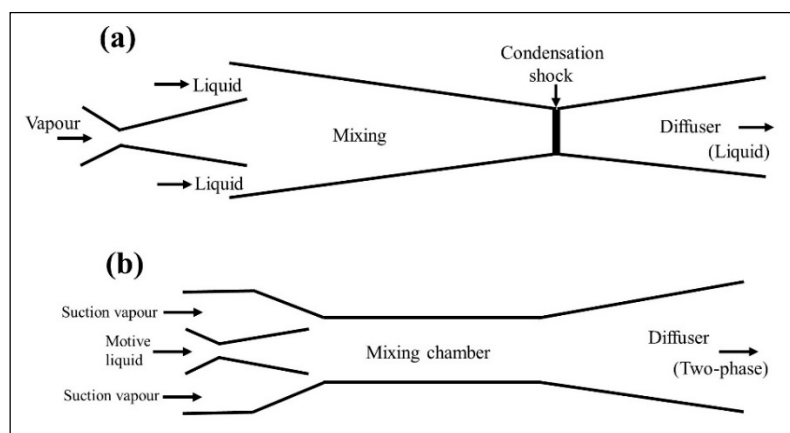 (a)
Condensation
shock
Liquid
Vapour
Mixing
Diffuser
(Liquid)
Liquid
(b)
Suction vapour
Motive
liquid
Mixing chamber
Diffuser
(Two-phase)
Suction vapour